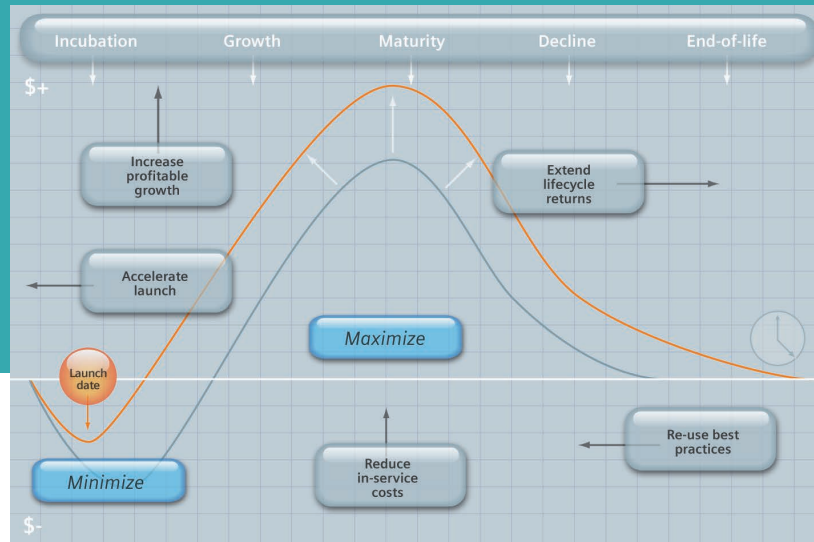 Incubation
Growth
Maturity
Decline
End-of-life
$+
Increase
profitable
growth
Extend
lifecycle
returns
Accelerate
launch
Maximize
Launch
date
Minimize
Reduce
in-service
costs
Re-use best
practices
$-